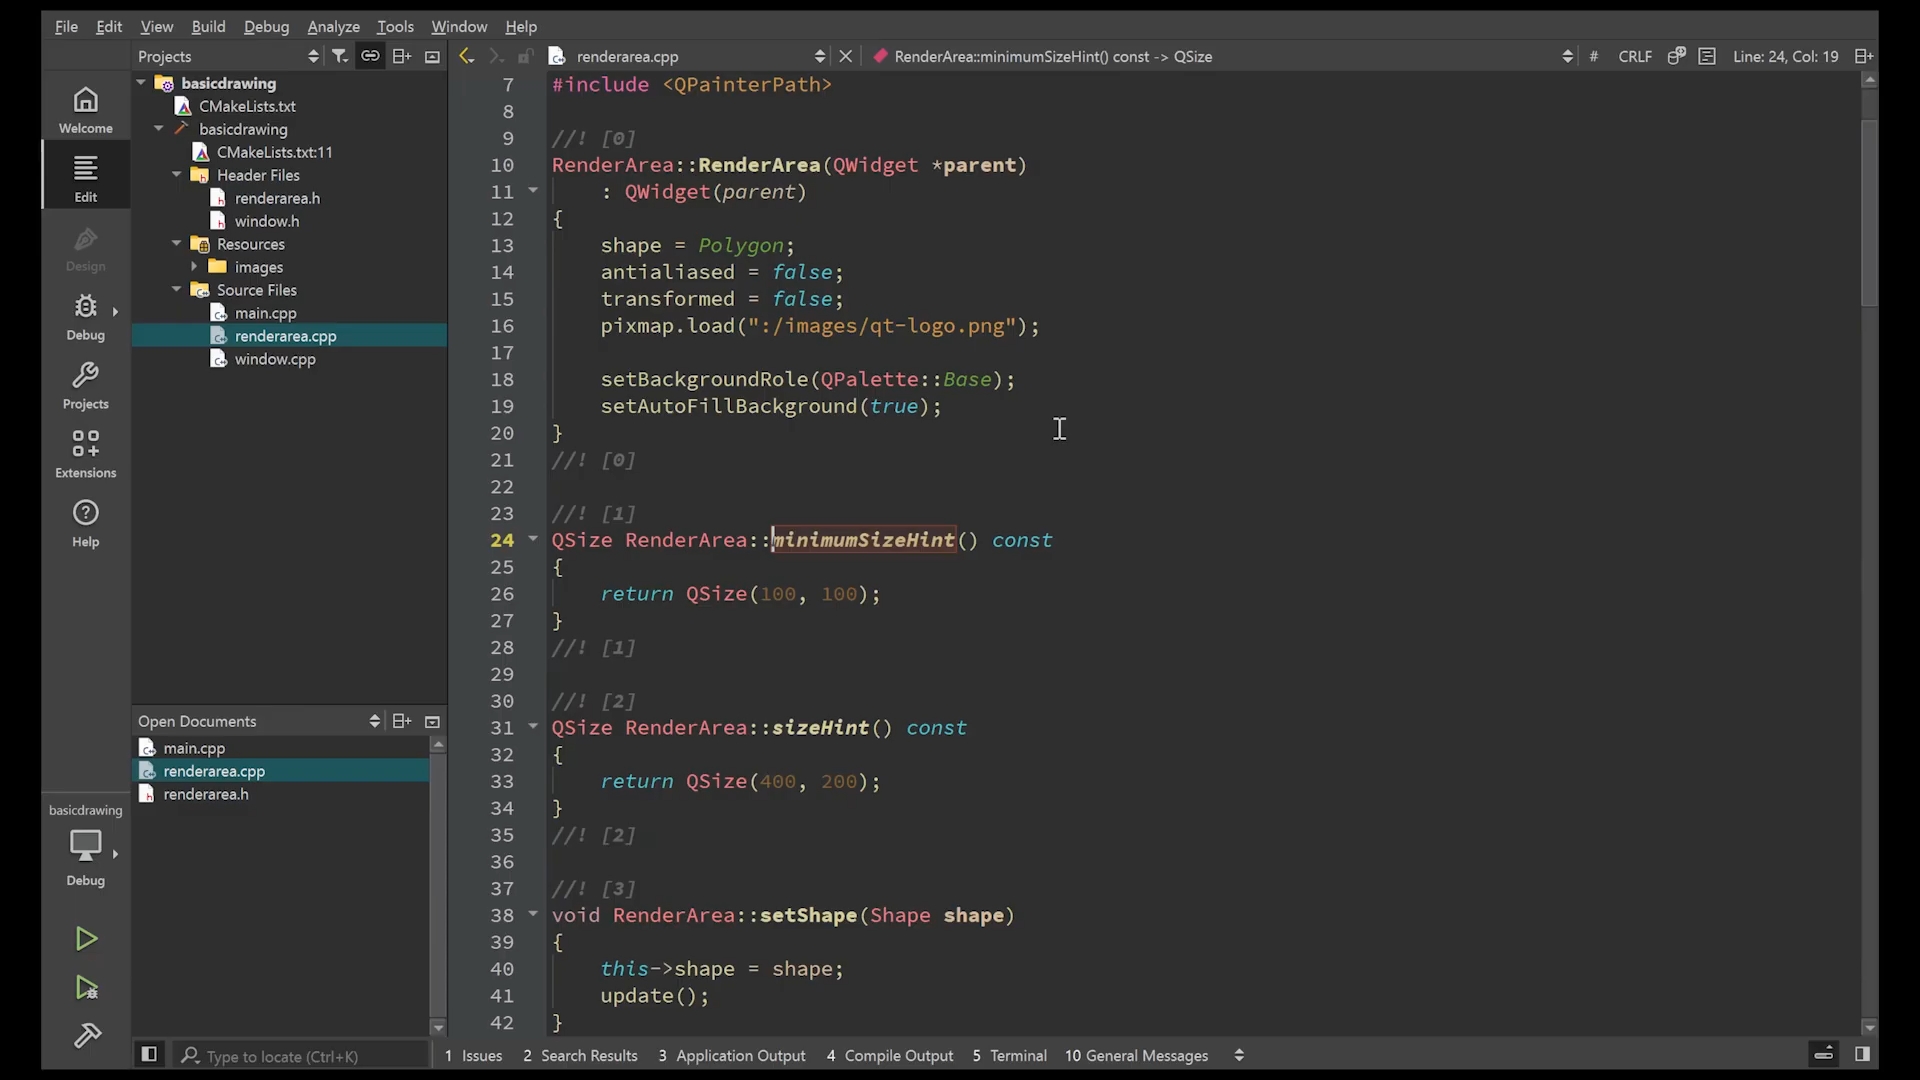 File Edit View Build Debug Analyze Tools Window Help
Projects
renderarea.cpp
RenderArea::minimumSizeHint() const -> QSize
#
CRLF
Line: 24, Col: 19
Welcome
Edit
Design
Debug
Projects
Extensions
Help
basicdrawing
Debug
basicdrawing
CMakeLists.txt
basicdrawing
CMakeLists.txt:11
Header Files
renderarea.h
window.h
Resources
images
Source Files
main.cpp
renderarea.cpp
window.cpp
Open Documents
main.cpp
renderarea.cpp
renderarea.h
7 #include <QPainterPath>
8
9 //! [0]
10 RenderArea::RenderArea(QWidget *parent)
11     : QWidget(parent)
12 {
13     shape = Polygon;
14     antialiased = false;
15     transformed = false;
16     pixmap.load(":/images/qt-logo.png");
17
18     setBackgroundRole(QPalette::Base);
19     setAutoFillBackground(true);
20 }
21 //! [0]
22
23 //! [1]
24 QSize RenderArea::minimumSizeHint() const
25 {
26     return QSize(100, 100);
27 }
28 //! [1]
29
30 //! [2]
31 QSize RenderArea::sizeHint() const
32 {
33     return QSize(400, 200);
34 }
35 //! [2]
36
37 //! [3]
38 void RenderArea::setShape(Shape shape)
39 {
40     this->shape = shape;
41     update();
42 }
Type to locate (Ctrl+K)
1 Issues 2 Search Results 3 Application Output 4 Compile Output 5 Terminal 10 General Messages